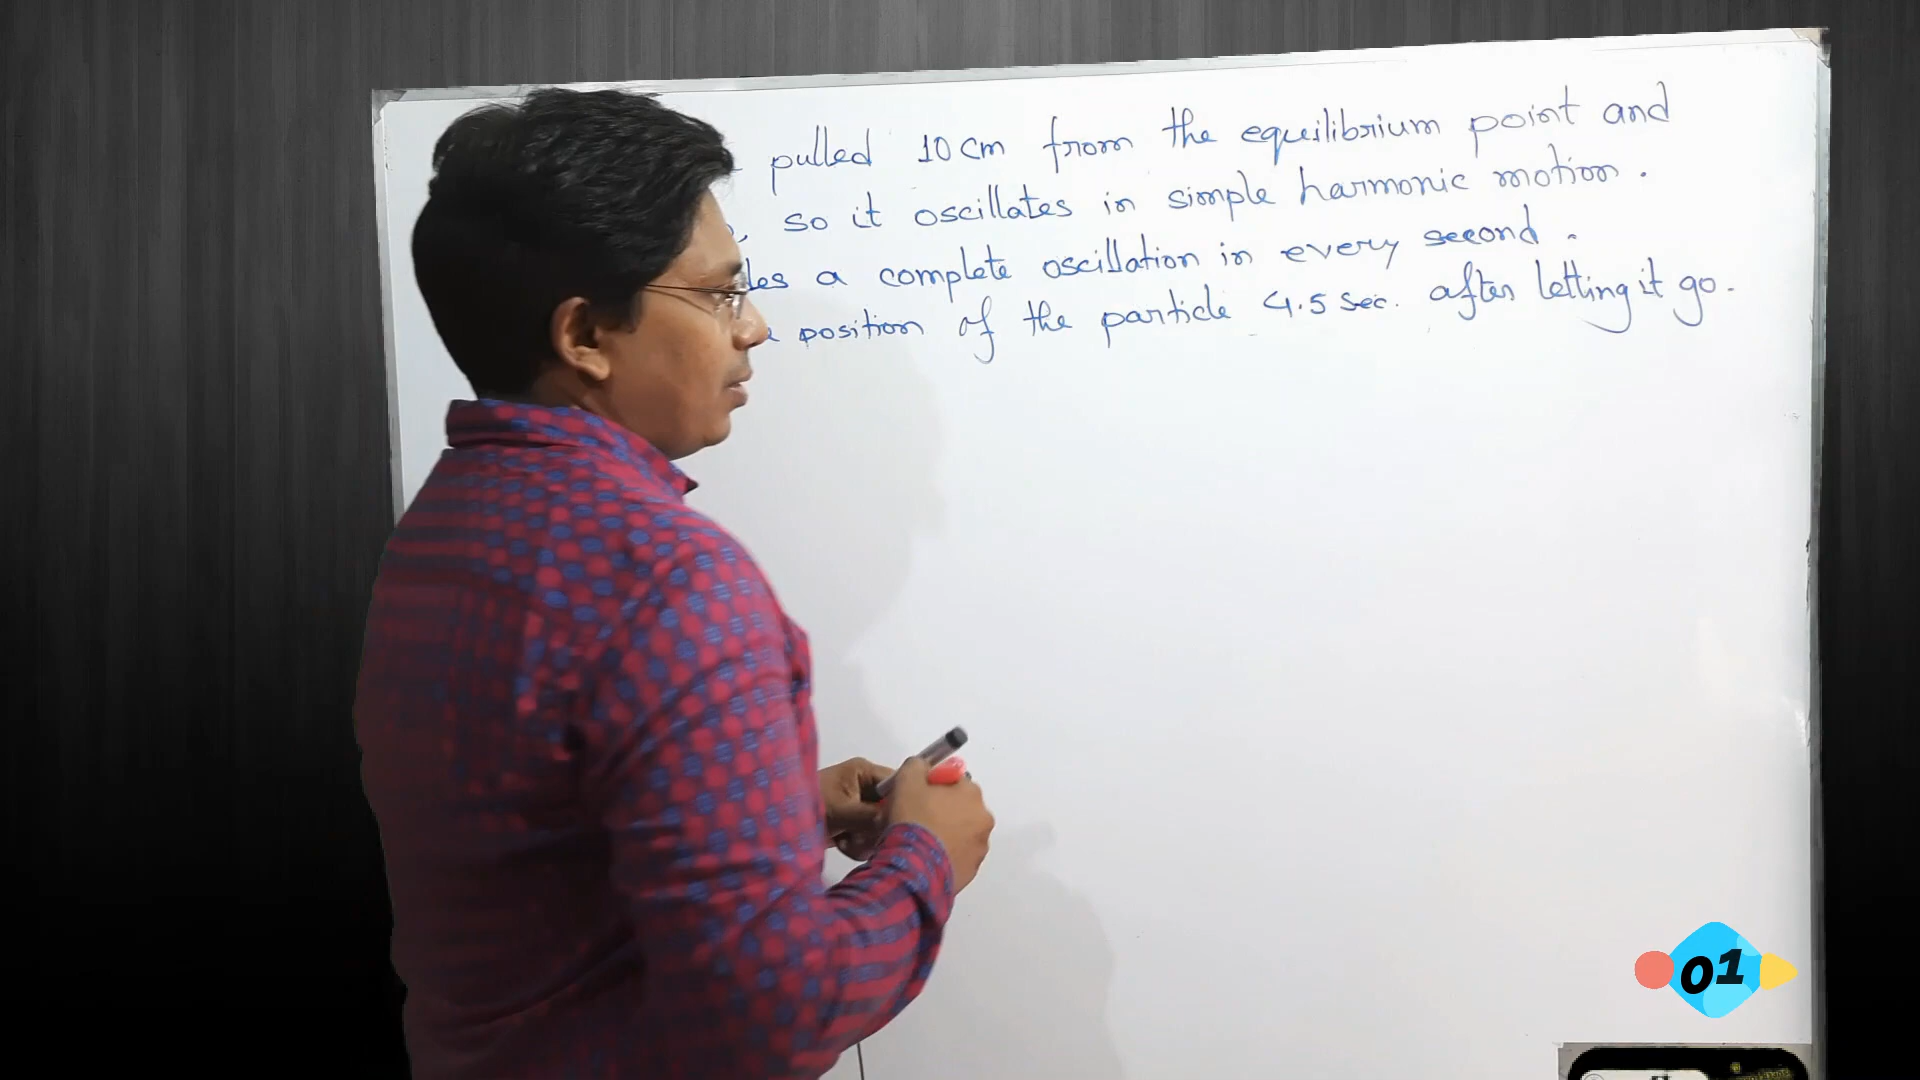 pulled 10 cm from the equilibrium point and
so it oscillates in simple harmonic motion.
a complete oscillation in every second.
position of the particle 4.5 sec. after letting it go.
01